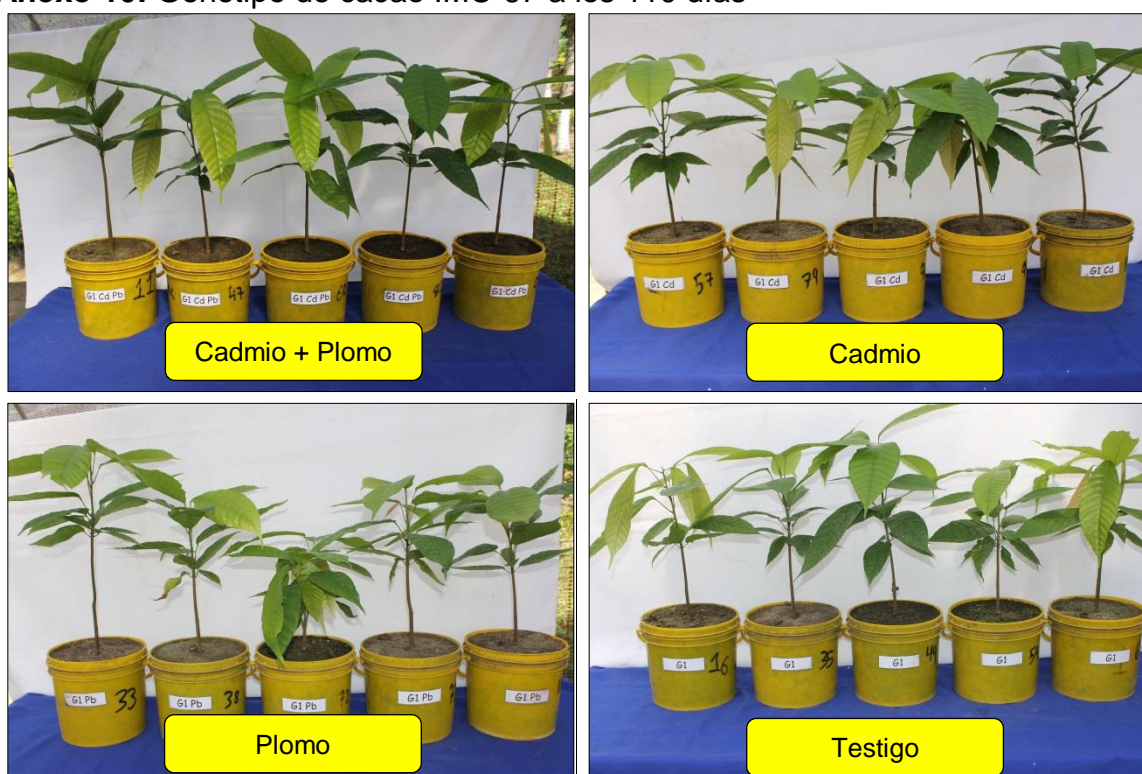 G1 Cd Pb 11
G1 Cd Pb 47
G1 Cd Pb
G1 Cd Pb
G1 Cd Pb
Cadmio + Plomo
G1 Cd 57
G1 Cd 79
G1 Cd
G1 Cd
G1 Cd
Cadmio
G1 Pb 33
G1 Pb 38
G1 Pb
G1 Pb
G1 Pb
Plomo
G1 16
G1 35
G1 44
G1
G1
Testigo